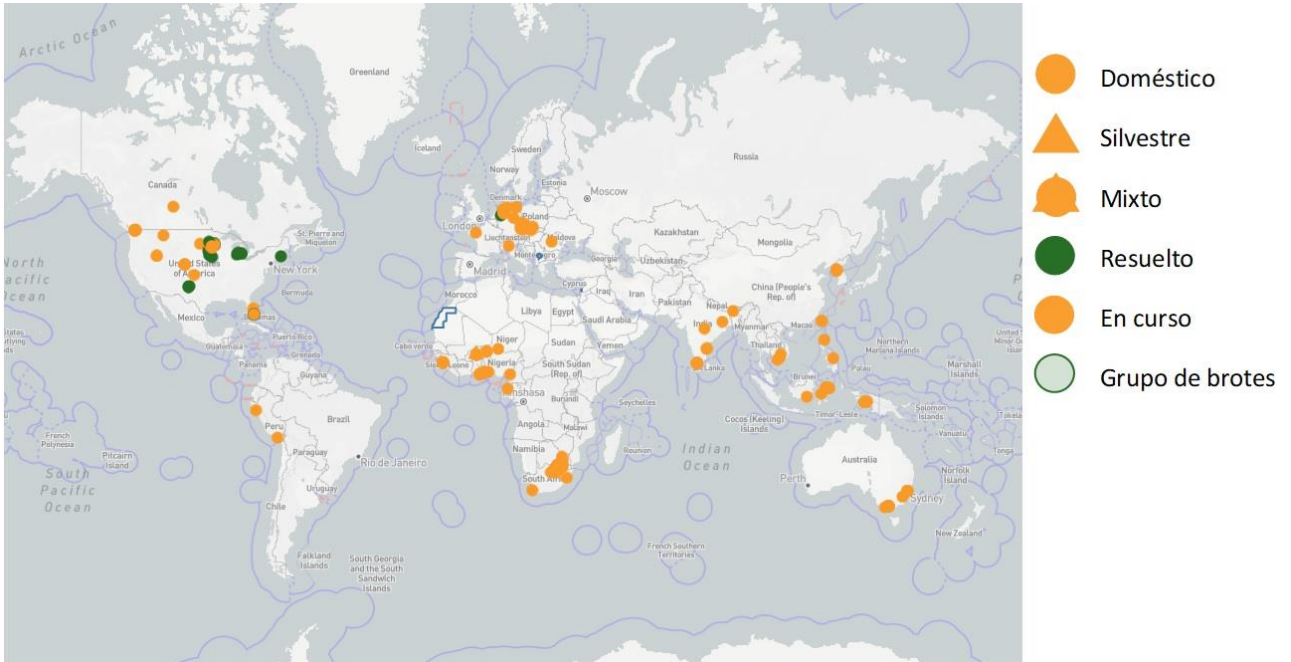 Arctic Ocean
Greenland
Iceland
Sweden
Norway
Russia
Estonia
Moscow
Denmark
Canada
London
Poland
St. Pierre and
Miquelon
Liechtenstein
Moldova
Kazakhstan
Mongolia
North
Pacific
Ocean
United States
of America
New York
Montenegro
Madrid
Georgia
Uzbekistan
Cyprus
China (People's
Rep. of)
Bermuda
Morocco
Iraq
Iran
Pakistan
Nepal
Mexico
Bahamas
Libya
Egypt
Saudi Arabia
India
Myanmar
Macao
Northern
Mariana Islands
Puerto Rico
Guatemala
Grenada
Cabo verde
Niger
Sudan
Yemen
Thailand
Marshall
Islands
Panama
Guyana
Sierra Leone
Nigeria
South Sudan
(Rep. of)
Sri Lanka
Brunei
Palau
Kinshasa
Burundi
Seychelles
Peru
Brazil
Angola
Malawi
Cocos (Keeling)
Islands
Timor-Leste
Solomon
Islands
Tokelau
French
Polynesia
Pitcairn
Island
Paraguay
Rio de Janeiro
Namibia
Reunion
Indian
Ocean
Australia
Vanuatu
Tonga
South
Pacific
Ocean
Uruguay
Chile
South Africa
Perth
Sydney
Norfolk
Island
New Zealand
Falkland
Islands
South Georgia
and the South
Sandwich
Islands
French Southern
Territories
Doméstico
Silvestre
Mixto
Resuelto
En curso
Grupo de brotes